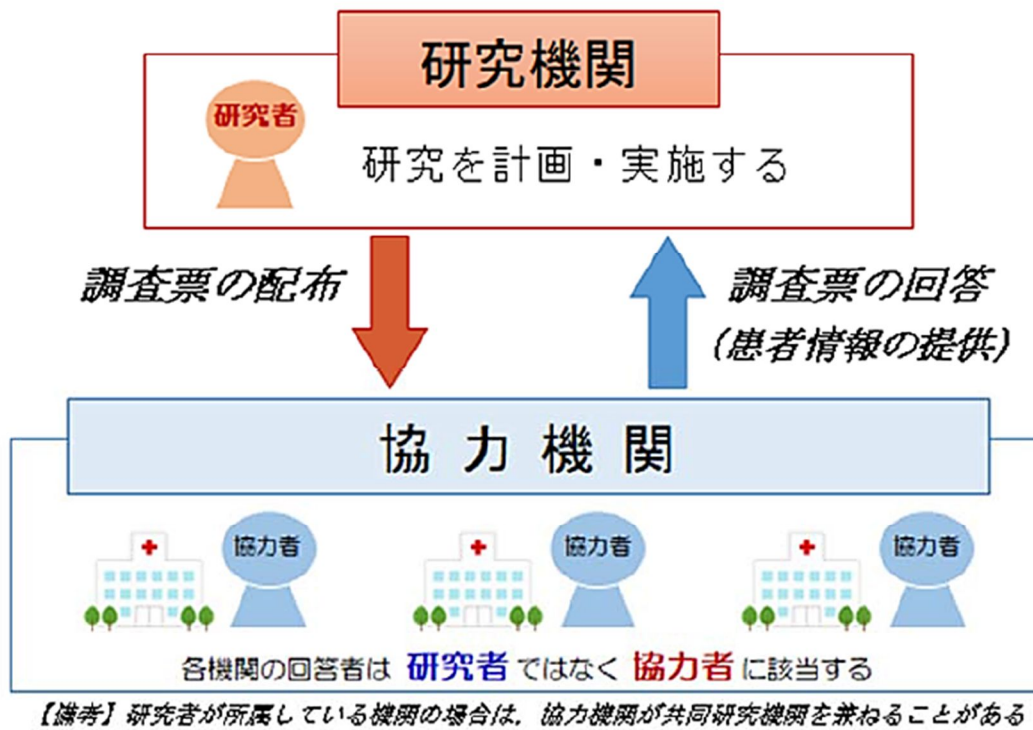 研究機関
研究者
研究を計画・実施する
調査票の配布
調査票の回答
(患者情報の提供)
協力機関
協力者
協力者
協力者
各機関の回答者は 研究者 ではなく 協力者 に該当する
【備考】研究者が所属している機関の場合は，協力機関が共同研究機関を兼ねることがある